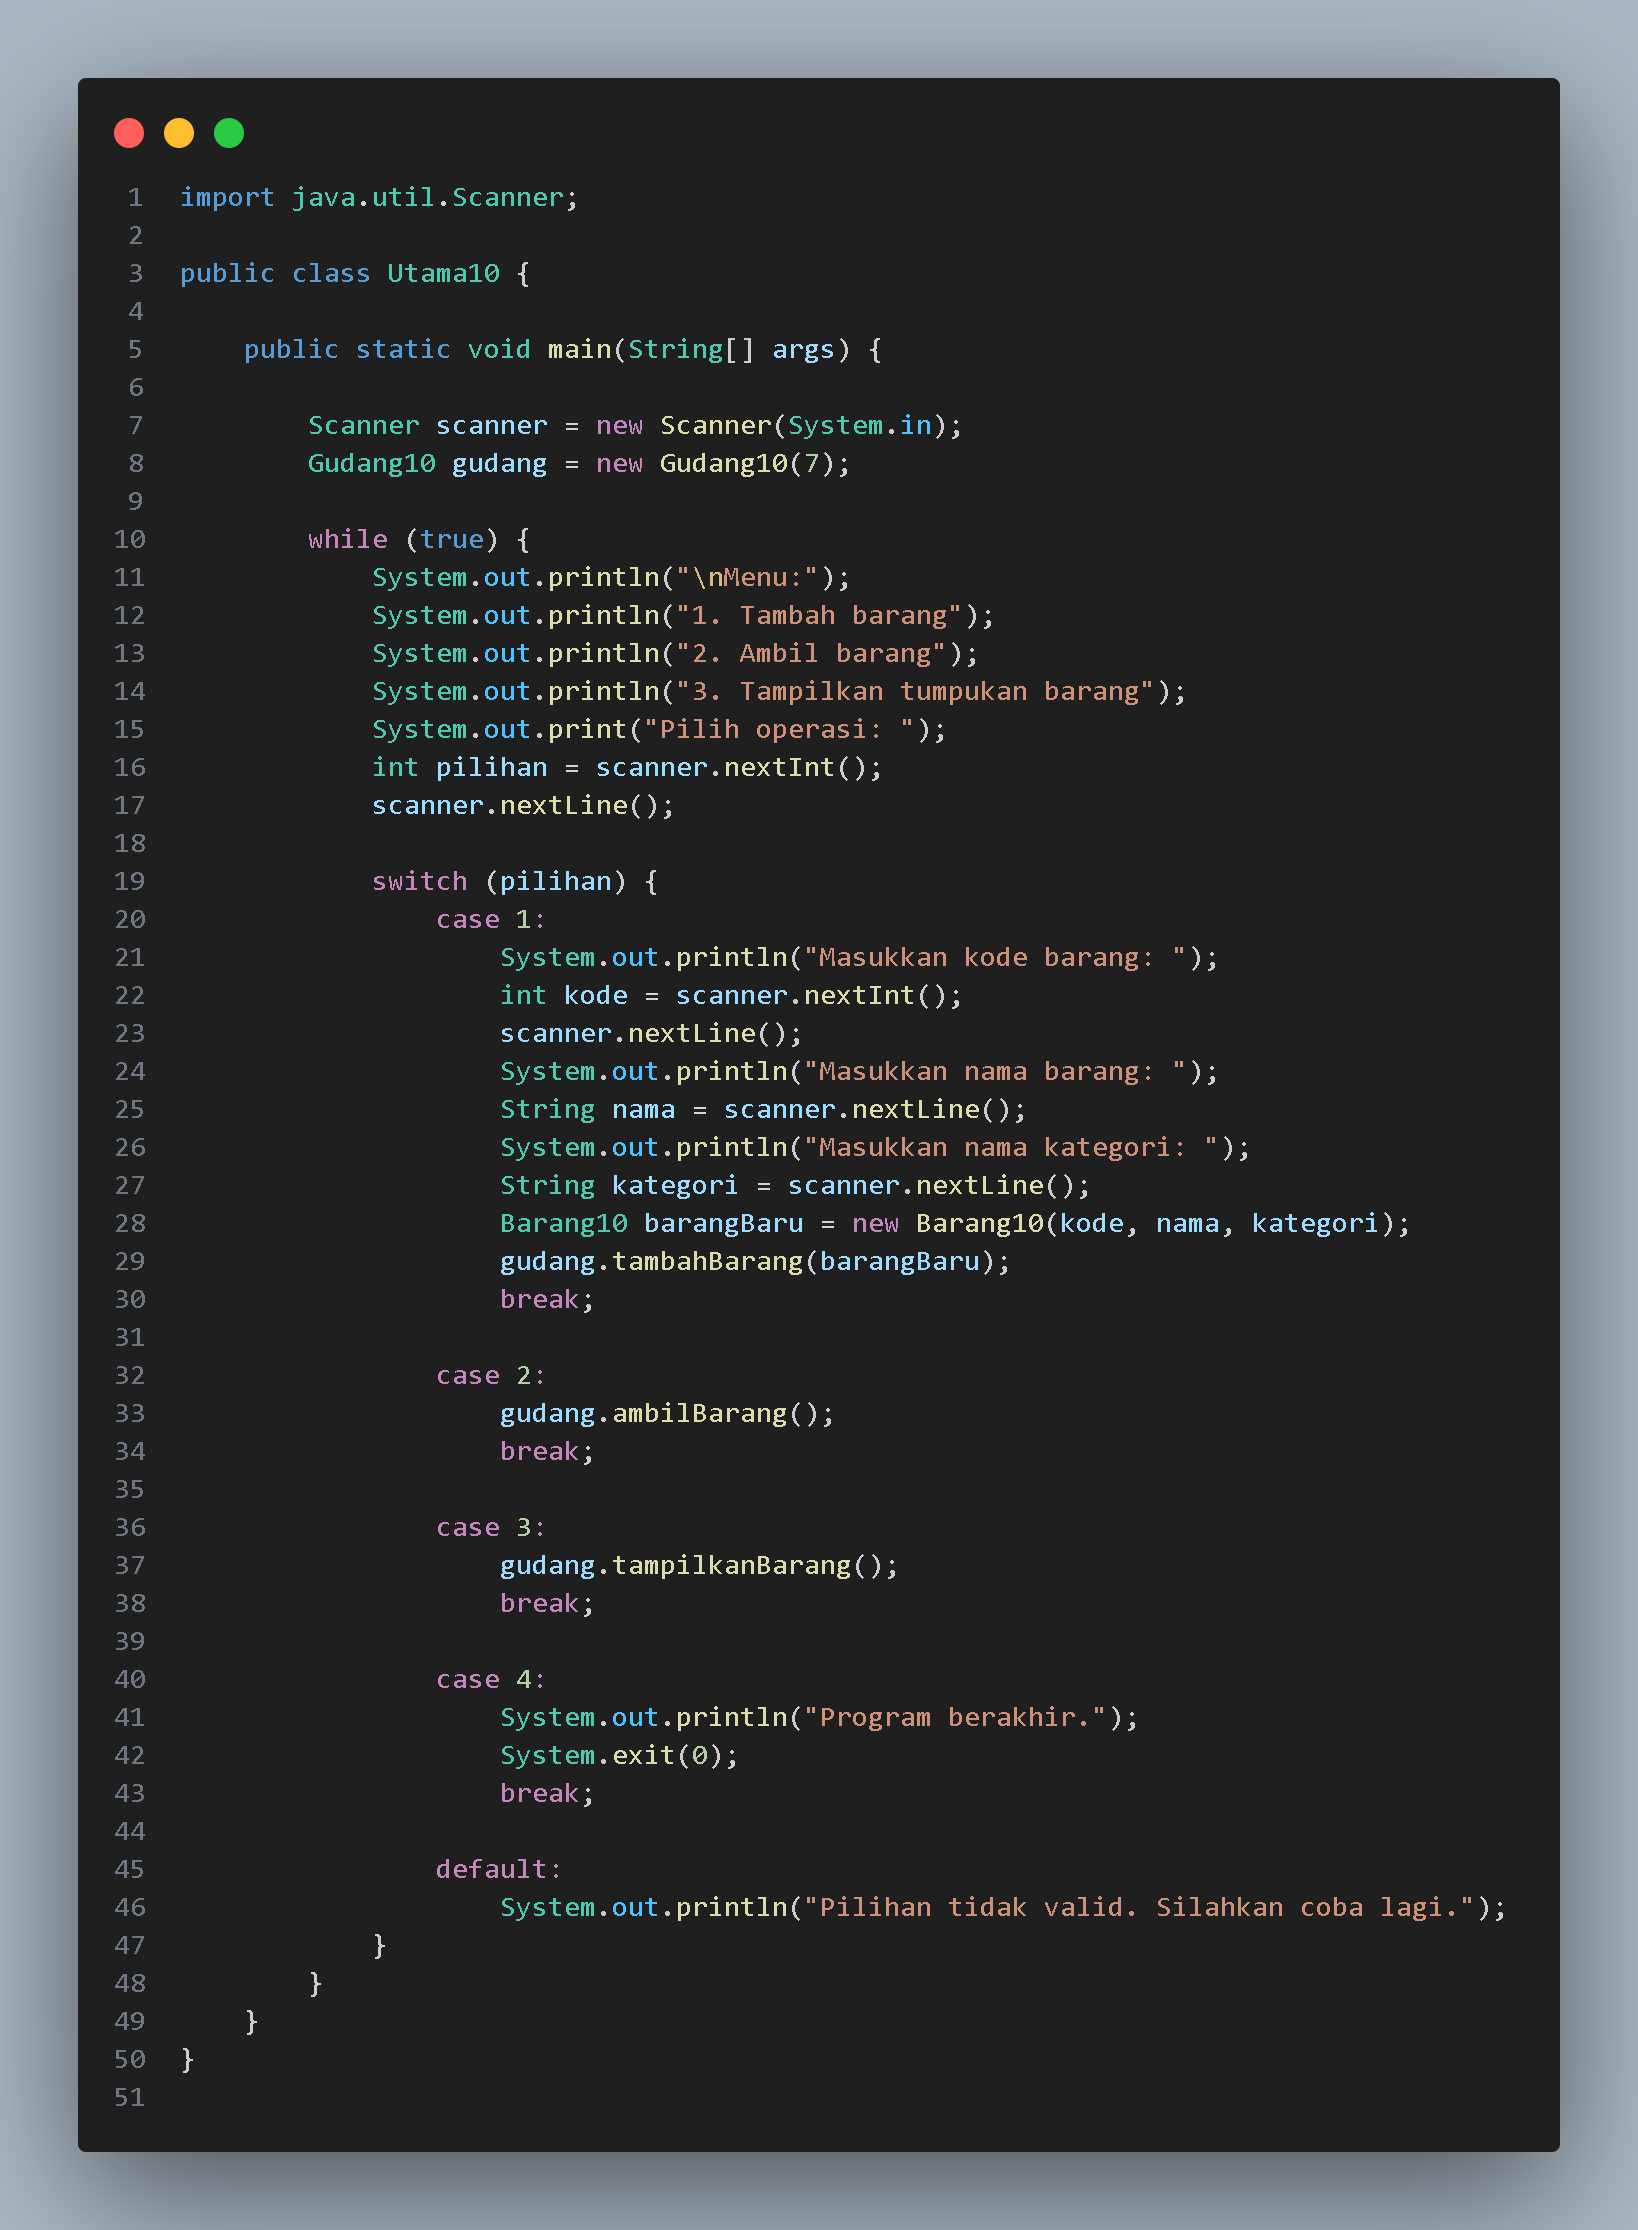 1 import java.util.Scanner;
2
3 public class Utama10 {
4
5     public static void main(String[] args) {
6
7         Scanner scanner = new Scanner(System.in);
8         Gudang10 gudang = new Gudang10(7);
9
10         while (true) {
11             System.out.println("\nMenu:");
12             System.out.println("1. Tambah barang");
13             System.out.println("2. Ambil barang");
14             System.out.println("3. Tampilkan tumpukan barang");
15             System.out.print("Pilih operasi: ");
16             int pilihan = scanner.nextInt();
17             scanner.nextLine();
18
19             switch (pilihan) {
20                 case 1:
21                     System.out.println("Masukkan kode barang: ");
22                     int kode = scanner.nextInt();
23                     scanner.nextLine();
24                     System.out.println("Masukkan nama barang: ");
25                     String nama = scanner.nextLine();
26                     System.out.println("Masukkan nama kategori: ");
27                     String kategori = scanner.nextLine();
28                     Barang10 barangBaru = new Barang10(kode, nama, kategori);
29                     gudang.tambahBarang(barangBaru);
30                     break;
31
32                 case 2:
33                     gudang.ambilBarang();
34                     break;
35
36                 case 3:
37                     gudang.tampilkanBarang();
38                     break;
39
40                 case 4:
41                     System.out.println("Program berakhir.");
42                     System.exit(0);
43                     break;
44
45                 default:
46                     System.out.println("Pilihan tidak valid. Silahkan coba lagi.");
47             }
48         }
49     }
50 }
51